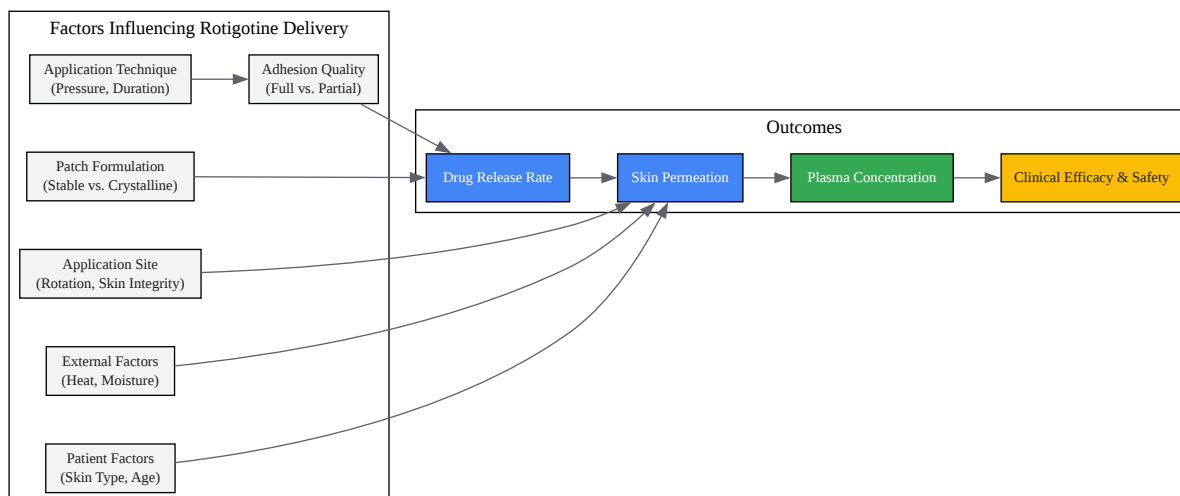 Factors Influencing Rotigotine Delivery
Application Technique
(Pressure, Duration)
Adhesion Quality
(Full vs. Partial)
Outcomes
Patch Formulation
(Stable vs. Crystalline)
Drug Release Rate
Skin Permeation
Plasma Concentration
Clinical Efficacy & Safety
Application Site
(Rotation, Skin Integrity)
External Factors
(Heat, Moisture)
Patient Factors
(Skin Type, Age)